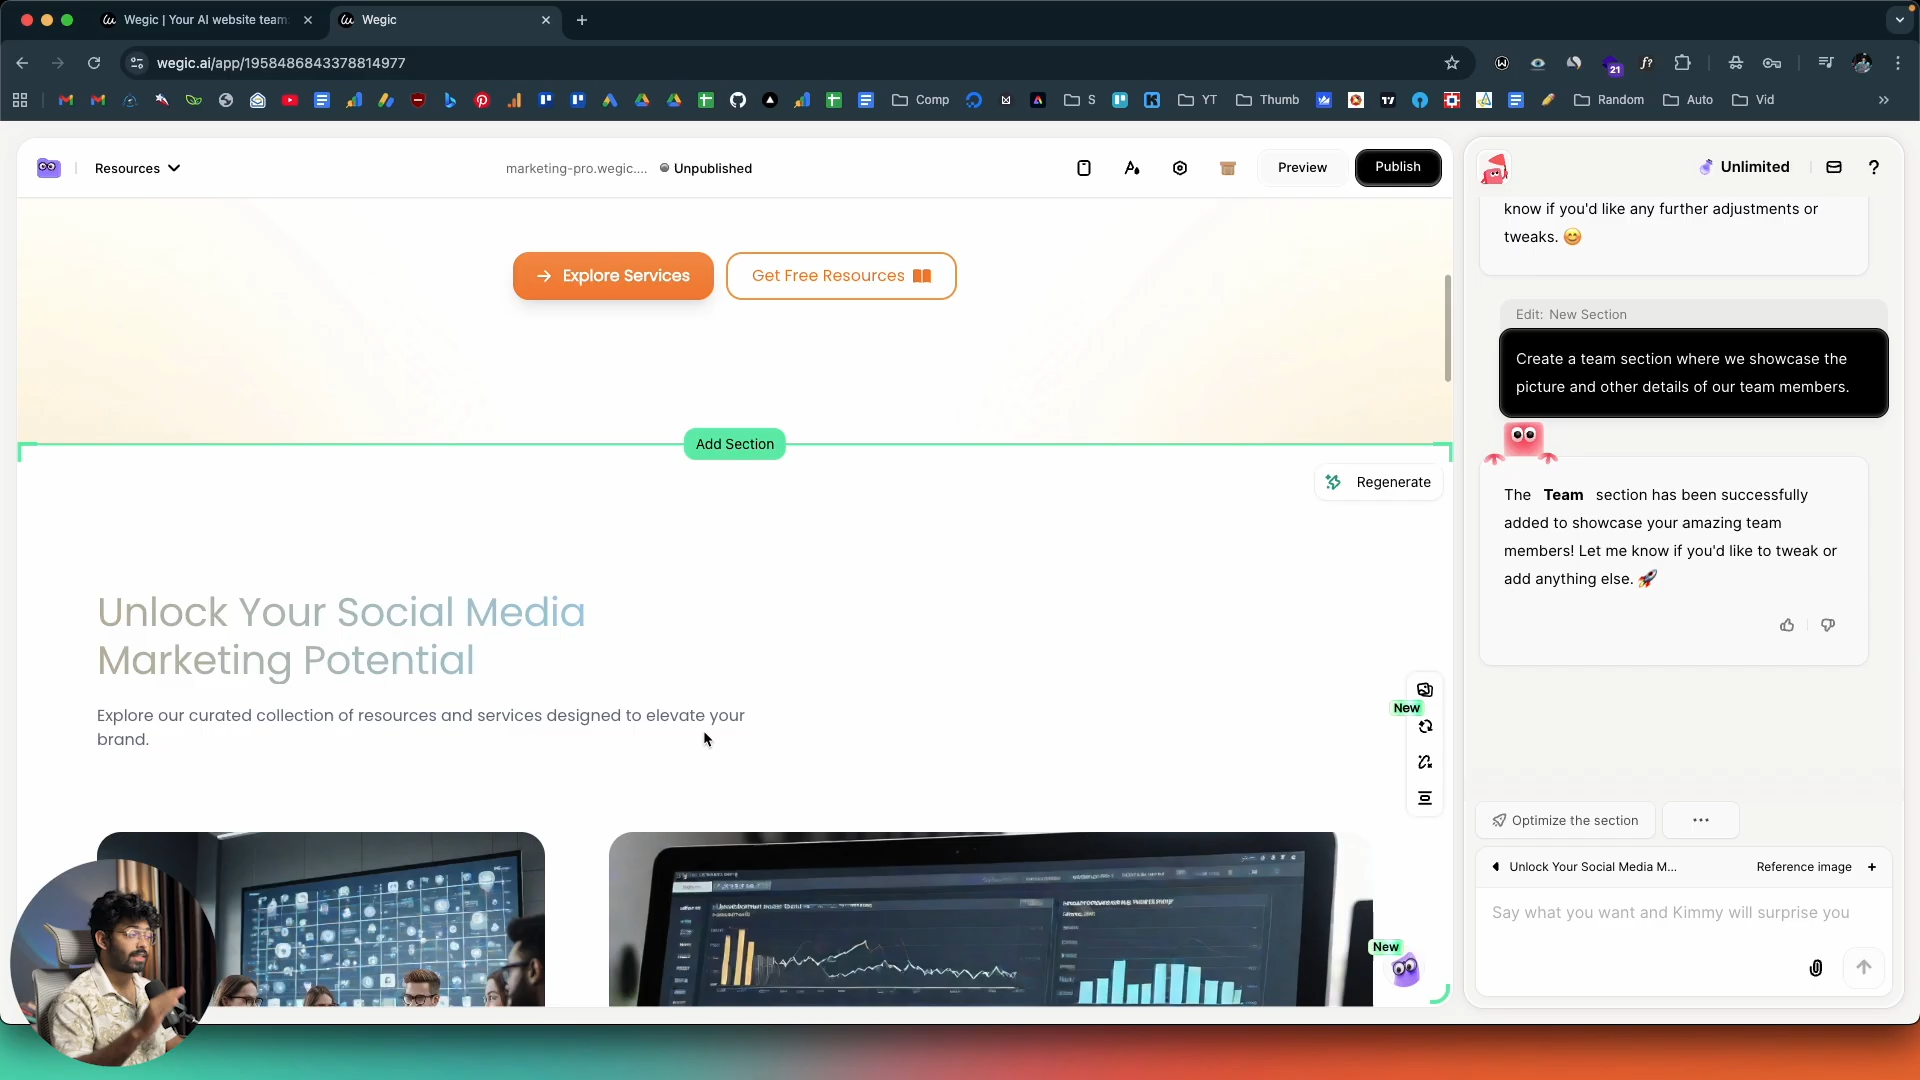 Wegic | Your AI website team
Wegic
wegic.ai/app/1958486843378814977
21
f?
Comp
S
YT
Thumb
Random
Auto
Vid
Resources
marketing-pro.wegic....
Unpublished
Preview
Publish
Explore Services
Get Free Resources
Add Section
Regenerate
Unlock Your Social Media
Marketing Potential
Explore our curated collection of resources and services designed to elevate your
brand.
New
New
Unlimited
?
know if you'd like any further adjustments or
tweaks. 😊
Edit: New Section
Create a team section where we showcase the
picture and other details of our team members.
The Team section has been successfully
added to showcase your amazing team
members! Let me know if you'd like to tweak or
add anything else. 🚀
Optimize the section
...
Unlock Your Social Media M...
Reference image +
Say what you want and Kimmy will surprise you